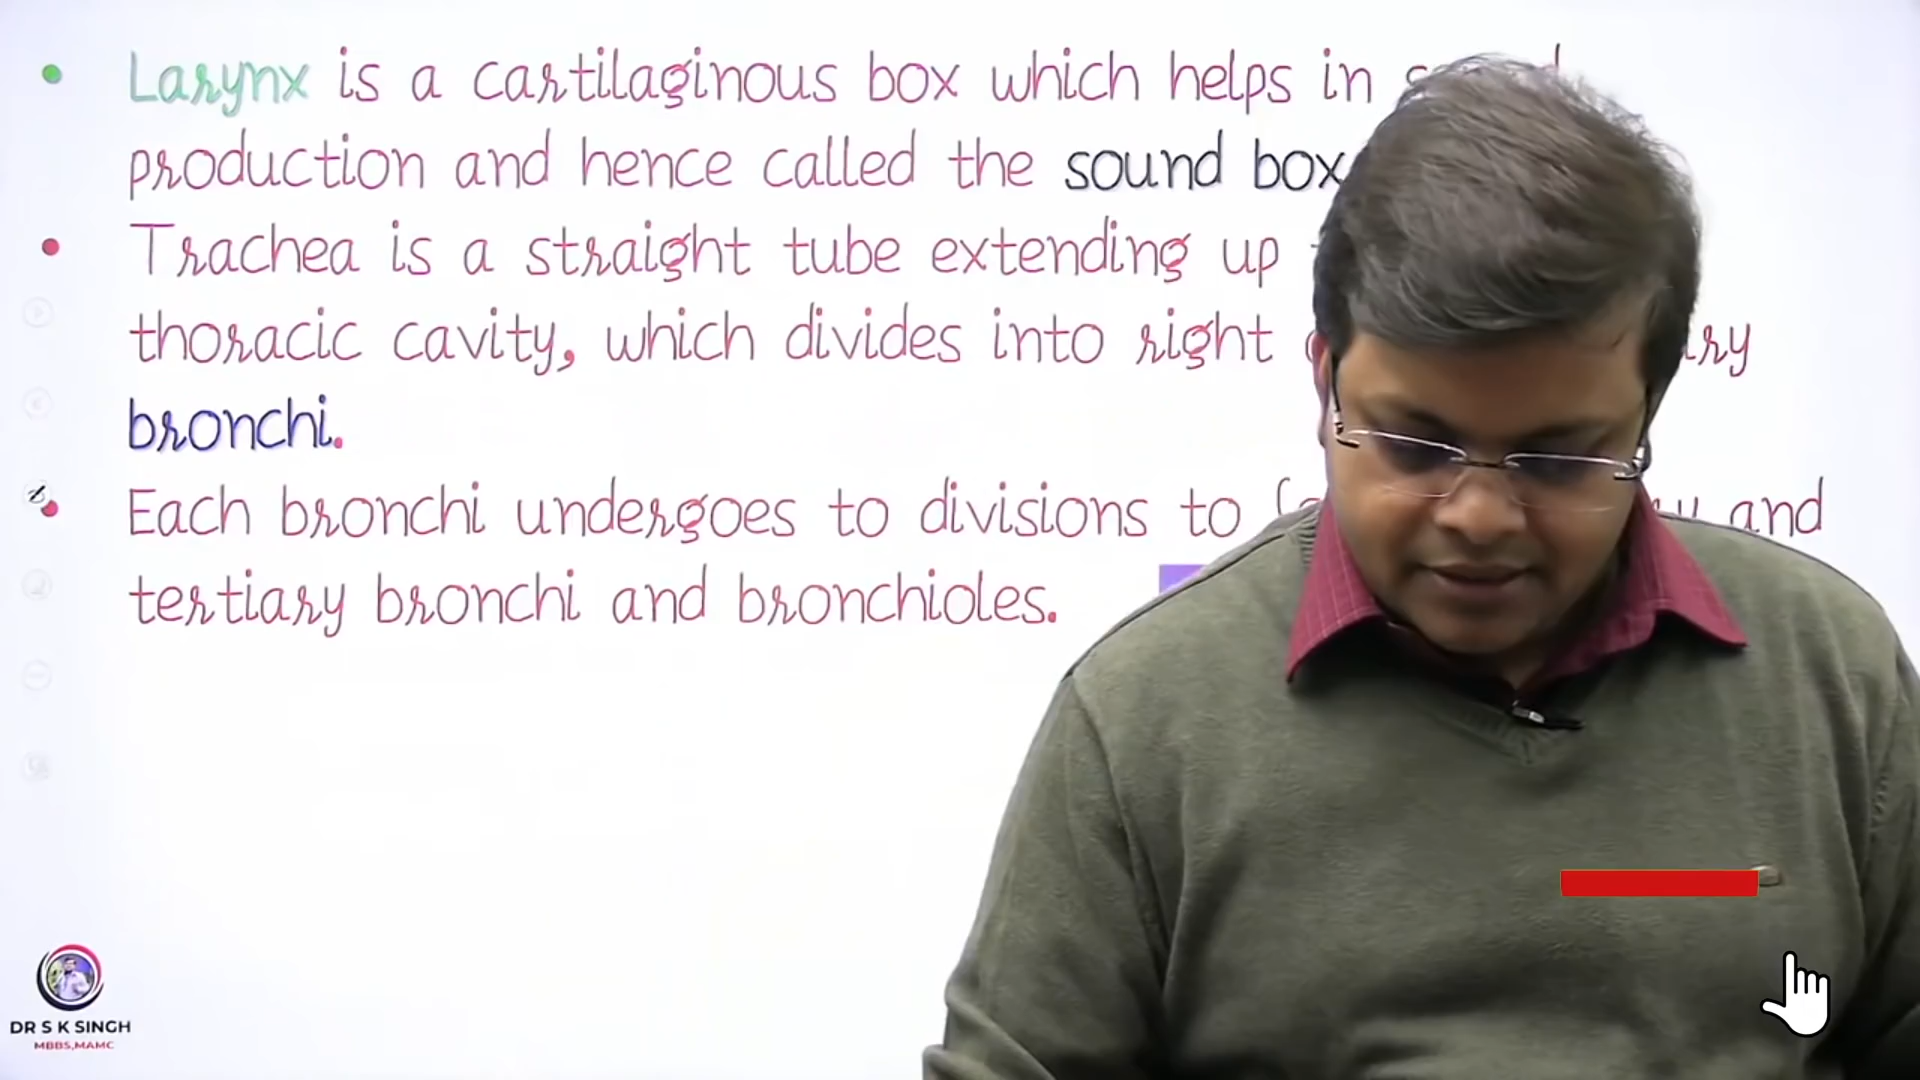 Larynx is a cartilaginous box which helps in
production and hence called the sound box
Trachea is a straight tube extending up
thoracic cavity, which divides into right
bronchi.
Each bronchi undergoes to divisions to and
tertiary bronchi and bronchioles.
DR S K SINGH
MBBS,MAMC